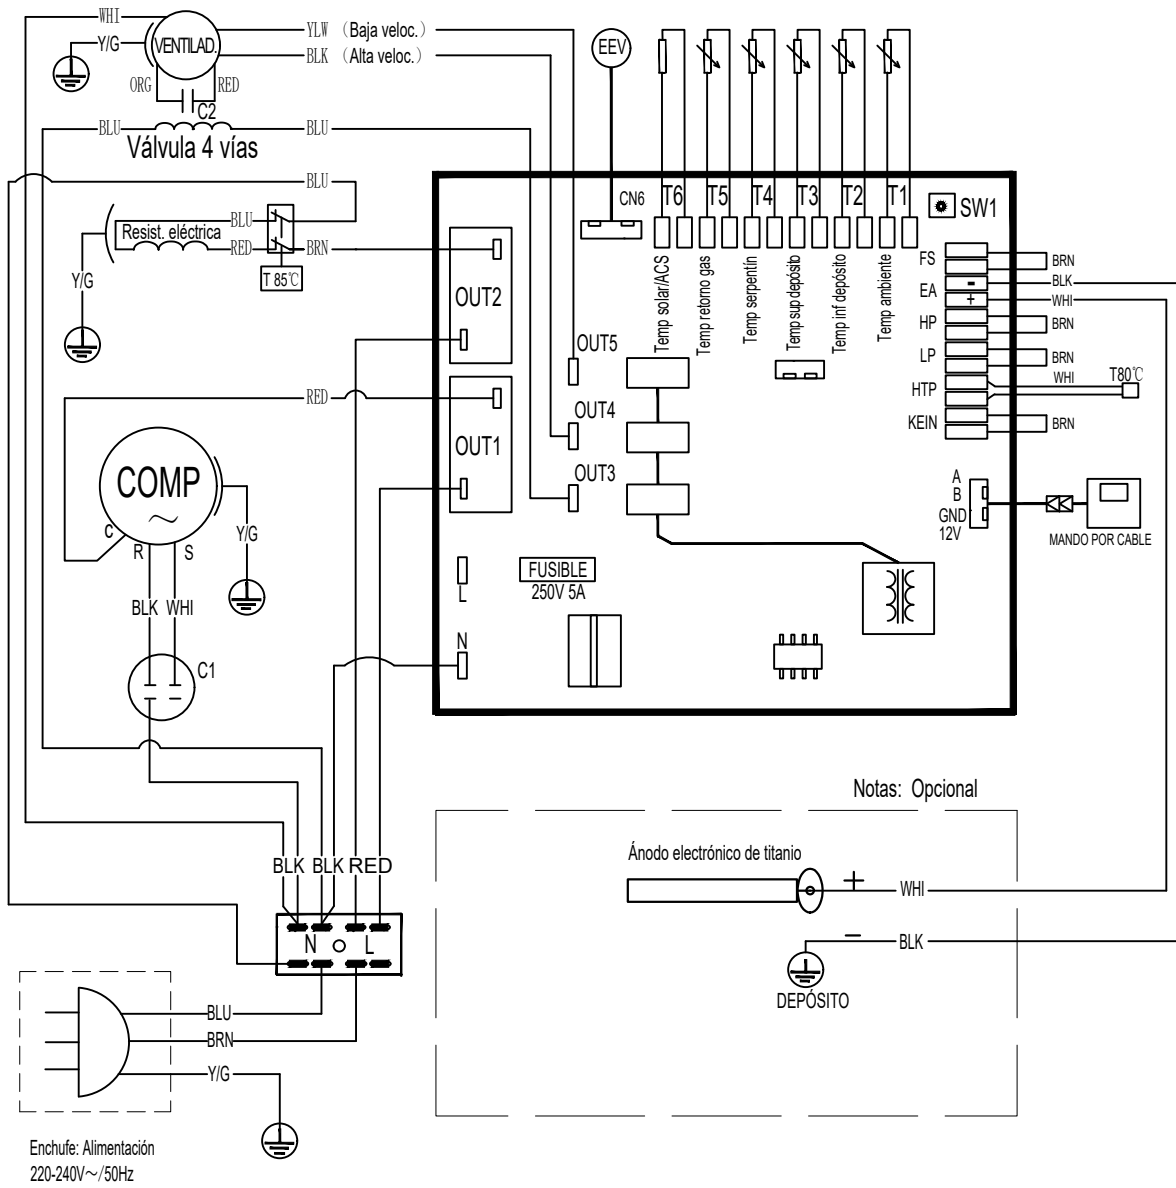 WHI
Y/G
VENTILAD.
YLW (Baja veloc.)
BLK (Alta veloc.)
ORG
RED
C2
BLU
BLU
Válvula 4 vías
BLU
BLU
Resist. eléctrica
RED
BRN
T 85℃
Y/G
RED
COMP
~
C
R
S
Y/G
BLK
WHI
C1
EEV
CN6
T6
T5
T4
T3
T2
T1
SW1
Temp solar/ACS
Temp retorno gas
Temp serpentín
Temp sup depósito
Temp inf depósito
Temp ambiente
OUT2
OUT1
OUT5
OUT4
OUT3
L
N
FUSIBLE
250V 5A
FS
EA
HP
LP
HTP
KEIN
-
+
BRN
BLK
WHI
BRN
BRN
WHI
T80℃
BRN
A
B
GND
12V
MANDO POR CABLE
Notas: Opcional
Ánodo electrónico de titanio
+
WHI
−
BLK
DEPÓSITO
BLK
BLK
RED
N
L
BLU
BRN
Y/G
Enchufe: Alimentación
220-240V～/50Hz